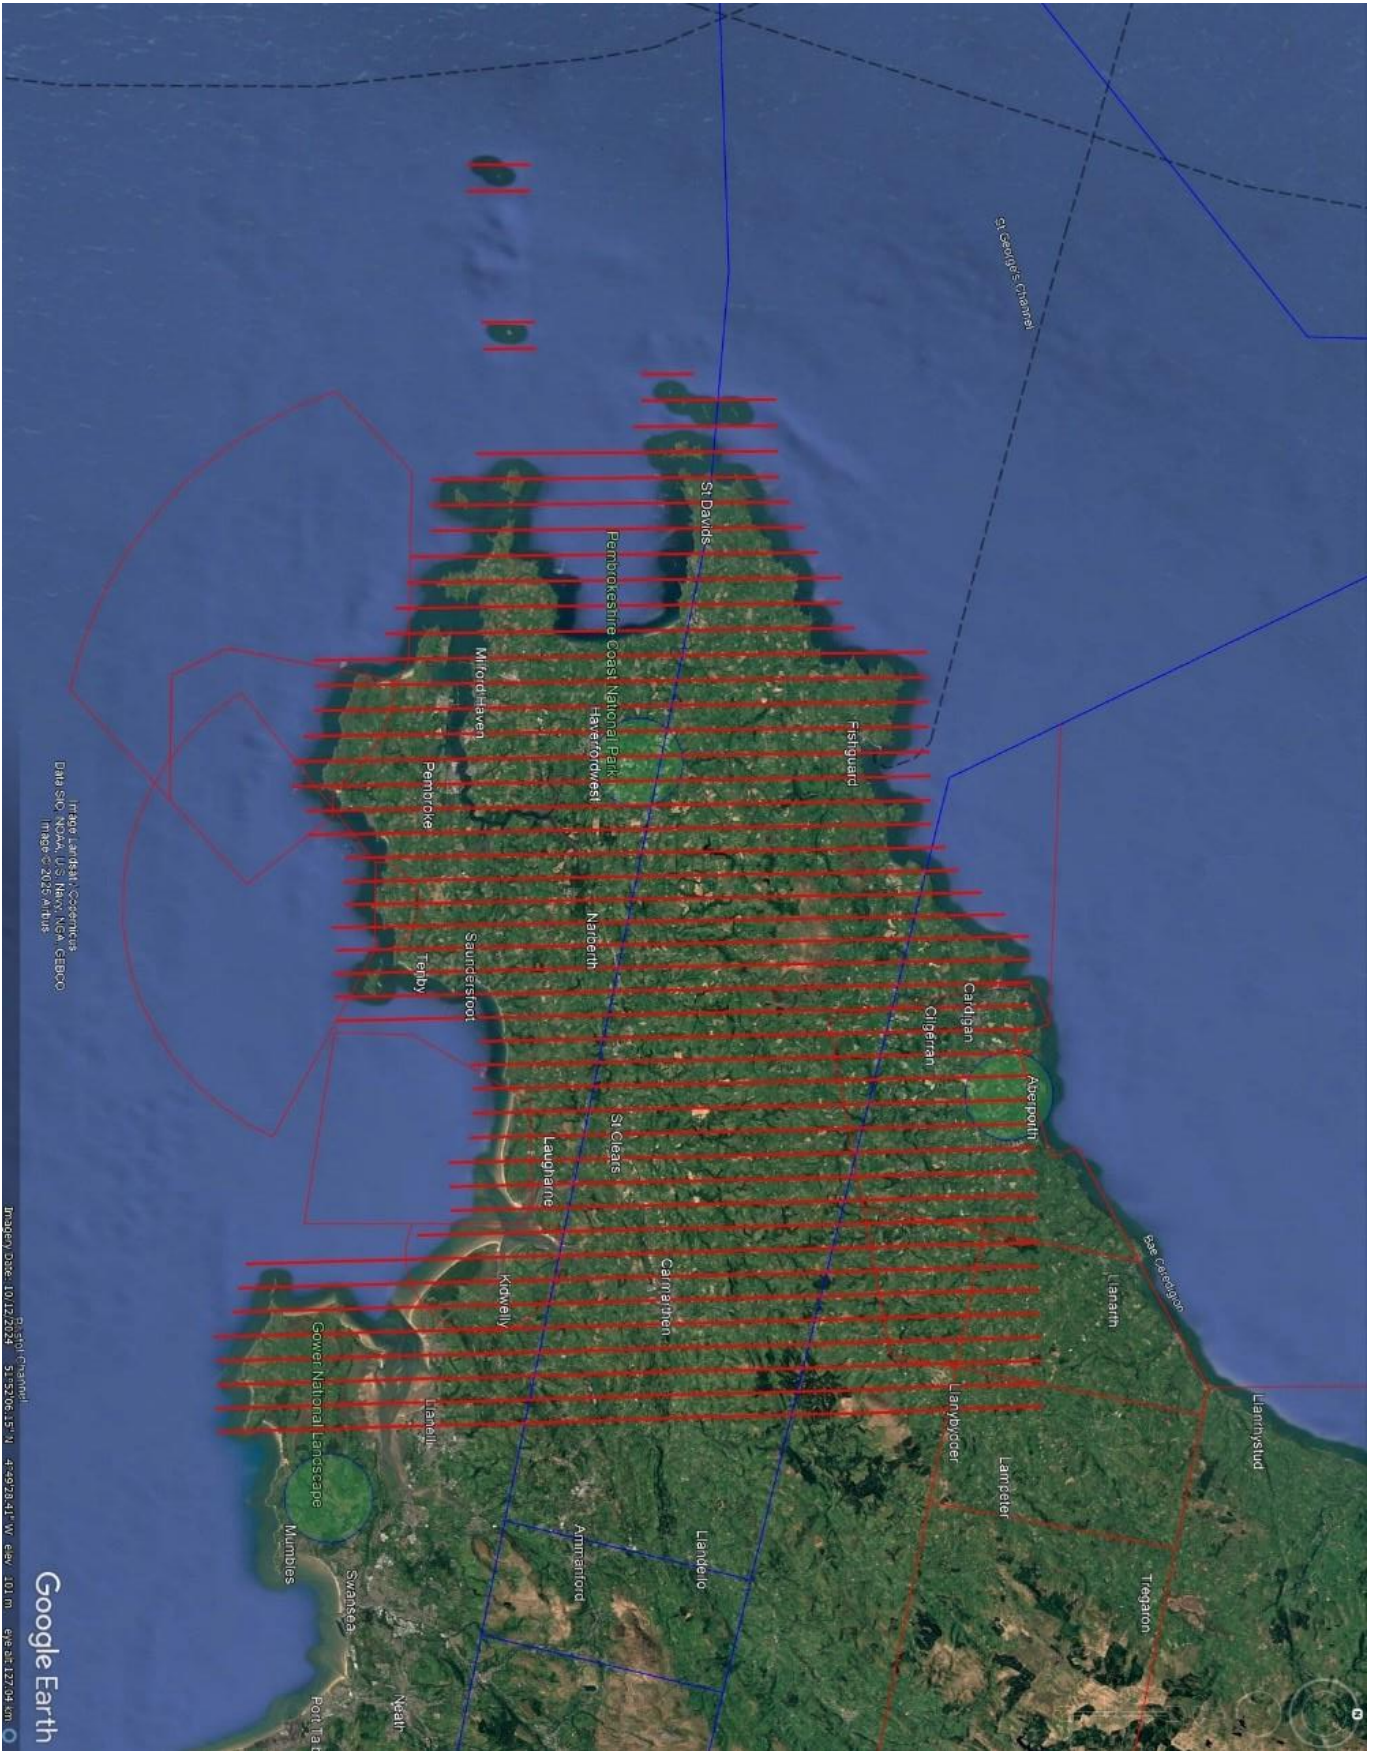 St George's Channel
St Davids
Pembrokeshire Coast National Park
Milford Haven
Haverfordwest
Fishguard
Pembroke
Narberth
Saundersfoot
Tenby
Cardigan
Cilgerran
Aberporth
St Clears
Laugharne
Bae Ceredigion
Llanarth
Kidwelly
Carmarthen
Gower National Landscape
Llanelli
Llanybydder
Lampeter
Llanrhystud
Llandeilo
Ammanford
Mumbles
Swansea
Tregaron
Neath
Port Talbot
Bristol Channel
Image Landsat / Copernicus
Data SIO, NOAA, U.S. Navy, NGA, GEBCO
Image © 2025 Airbus
Google Earth
Imagery Date: 10/12/2024 51°52'06.15" N 4°49'28.41" W elev 101 m eye alt 127.04 km
N